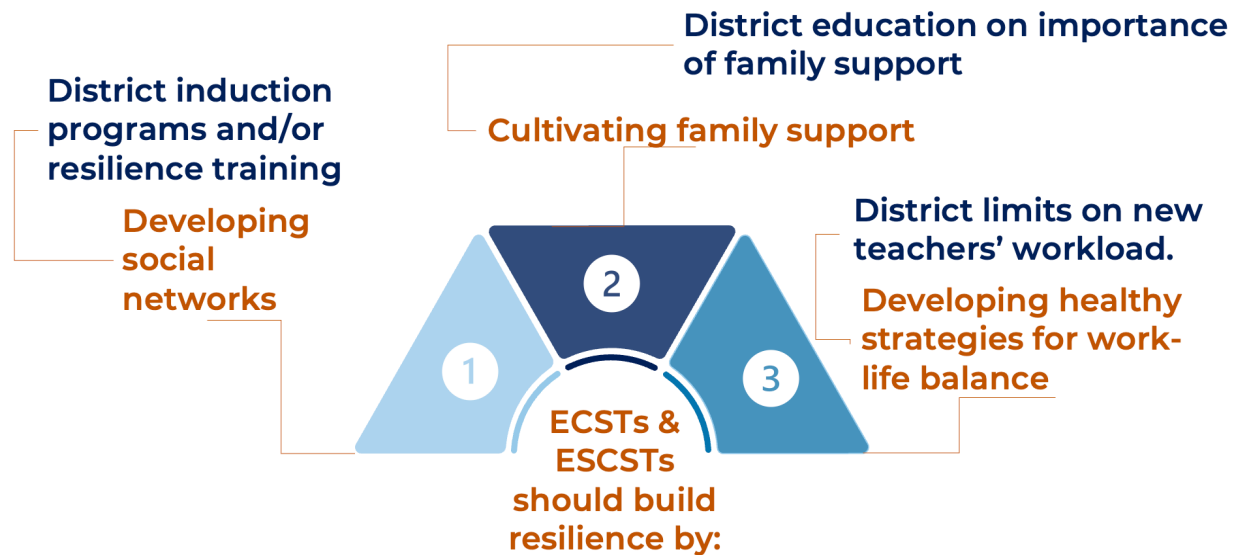 District education on importance
of family support
Cultivating family support
District induction
programs and/or
resilience training
Developing
social
networks
District limits on new
teachers’ workload.
Developing healthy
strategies for work-
life balance
1
2
3
ECSTs &
ESCSTs
should build
resilience by: